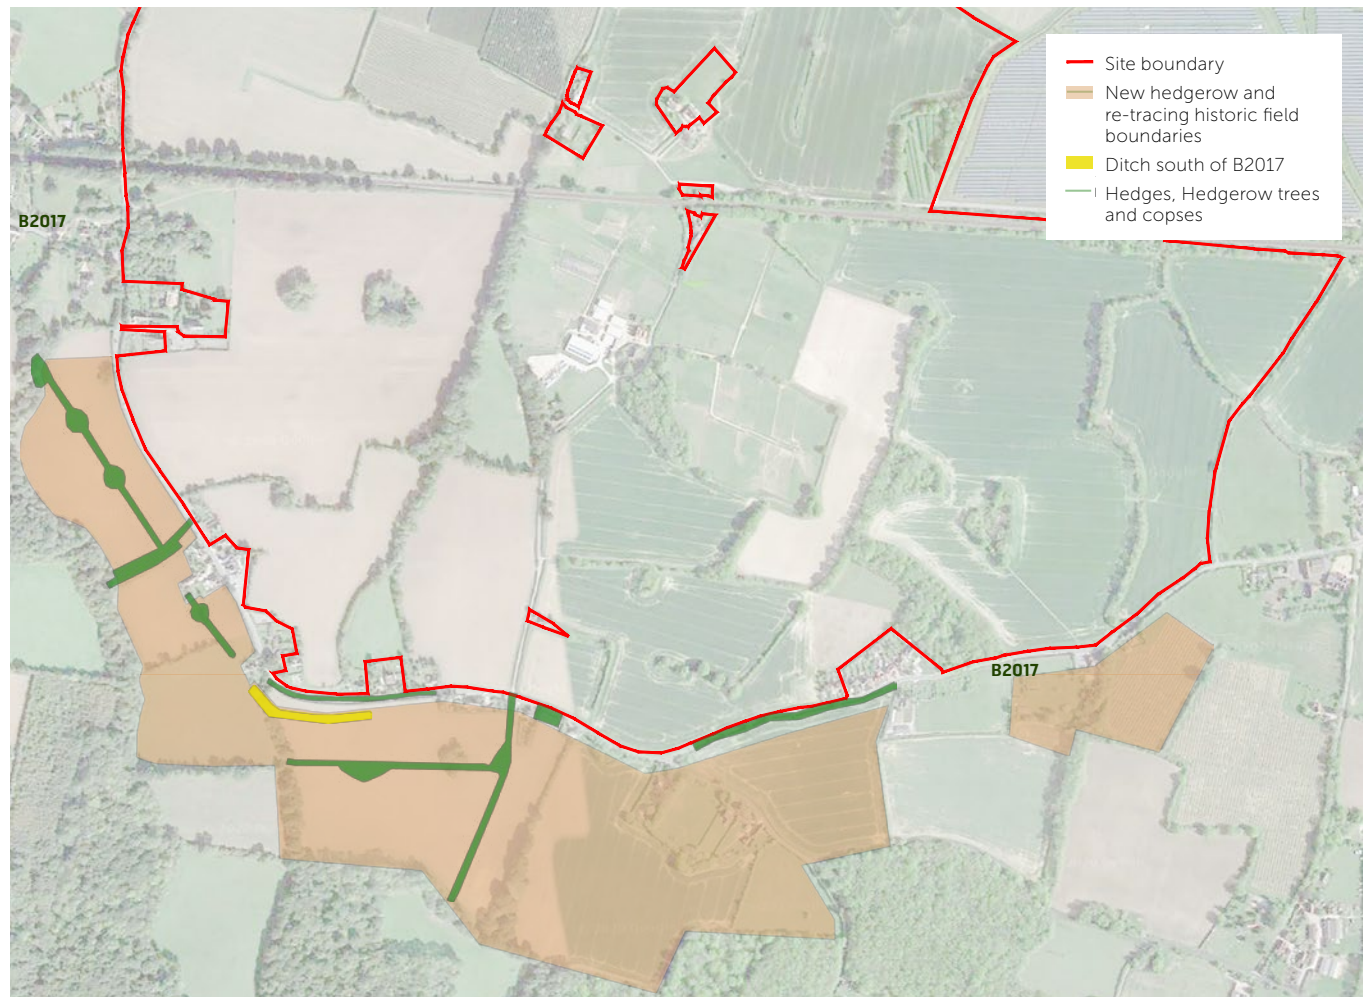 Site boundary
New hedgerow and
re-tracing historic field
boundaries
Ditch south of B2017
Hedges, Hedgerow trees
and copses
B2017
B2017